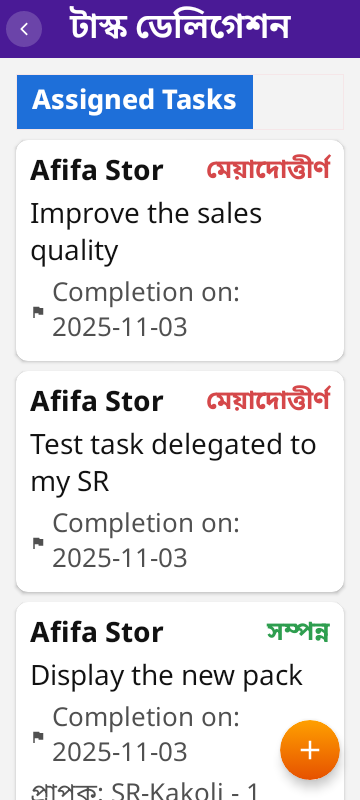 টাস্ক ডেলিগেশন
Assigned Tasks
Afifa Stor মেয়াদোত্তীর্ণ
Improve the sales
quality
Completion on:
2025-11-03
Afifa Stor মেয়াদোত্তীর্ণ
Test task delegated to
my SR
Completion on:
2025-11-03
Afifa Stor সম্পন্ন
Display the new pack
Completion on:
2025-11-03
প্রাপক: SR-Kakoli - 1